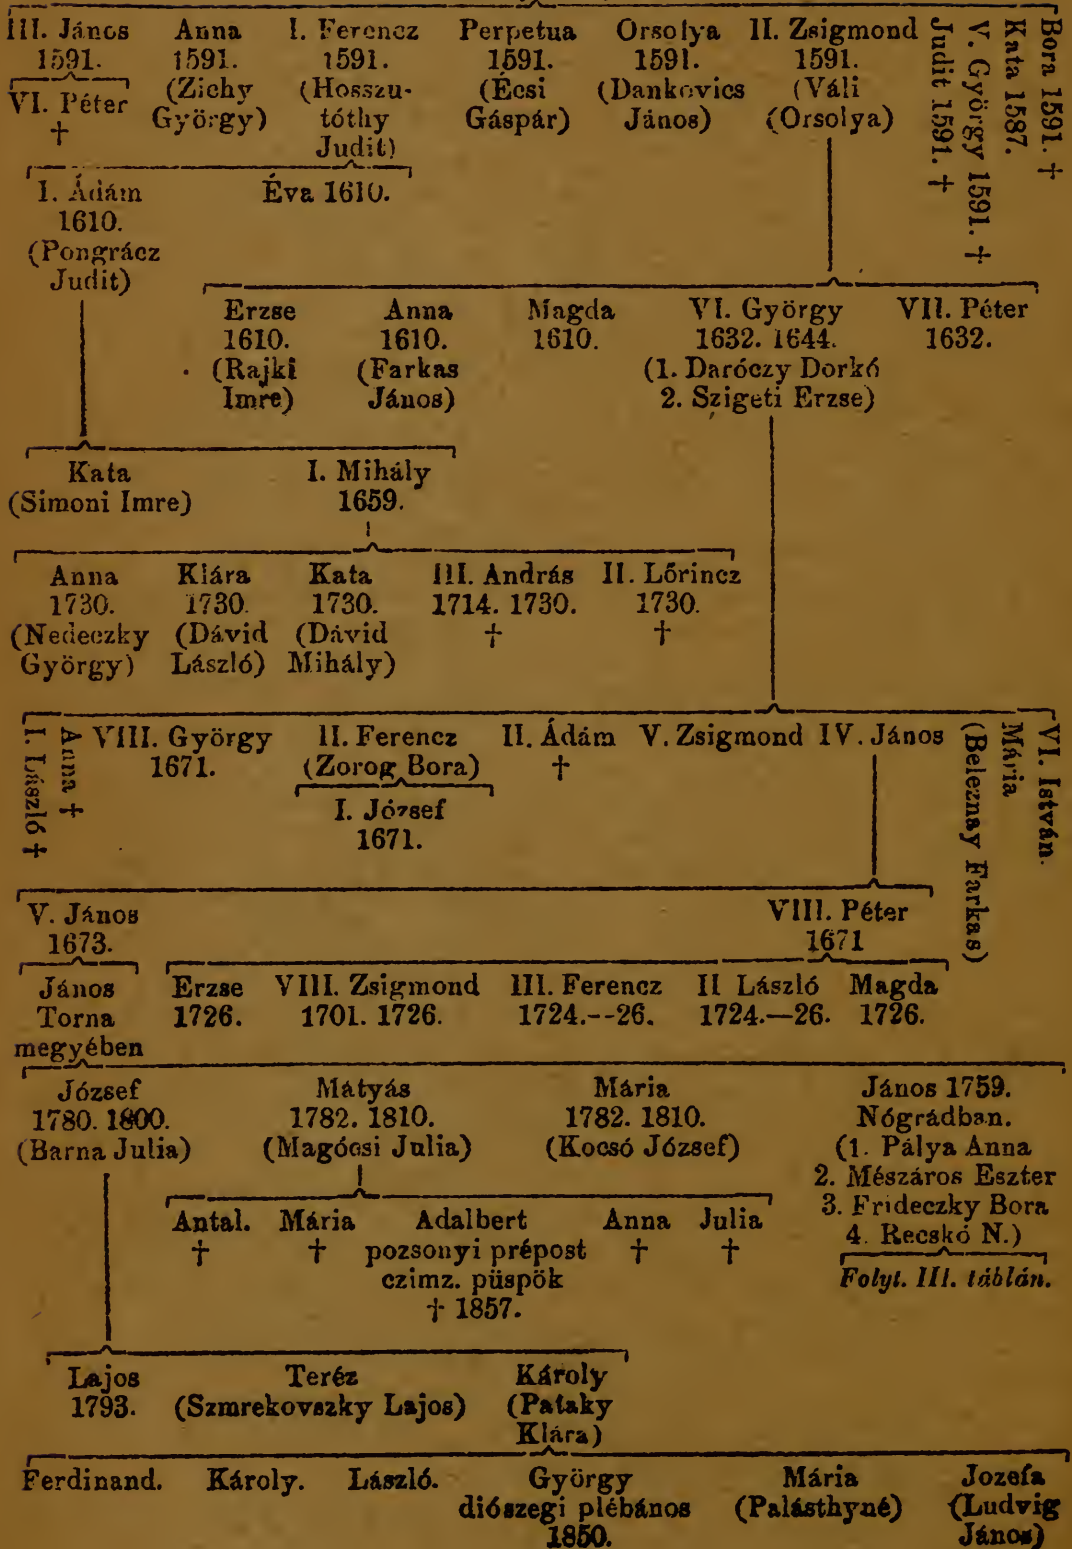 III. János Anna I. Ferencz Perpetua Orsolya II. Zsigmond
1591. 1591. 1591. 1591. 1591. 1591.
(Zichy (Hosszu- (Écsi (Dankovics (Váli
VI. Péter György) tóthy Gáspár) János) (Orsolya)
† Judit)
Bora 1591. †
Kata 1587.
V. György 1591. †
Judit 1591. †
I. Ádám Éva 1610.
1610.
(Pongrácz
Judit)
Erzse Anna Magda VI. György VII. Péter
1610. 1610. 1610. 1632. 1644. 1632.
(Rajki (Farkas (1. Daróczy Dorkó
Imre) János) 2. Szigeti Erzse)
Kata I. Mihály
(Simoni Imre) 1659.
Anna Klára Kata III. András II. Lőrincz
1730. 1730. 1730. 1714. 1730. 1730.
(Nedeczky (Dávid (Dávid † †
György) László) Mihály)
I. László †
Anna †
VIII. György II. Ferencz II. Ádám V. Zsigmond IV. János
1671. (Zorog Bora) †
I. József
1671.
VI. István.
Mária
(Beleznay Farkas)
V. János VIII. Péter
1673. 1671
János Erzse VIII. Zsigmond III. Ferencz II László Magda
Torna 1726. 1701. 1726. 1724.--26. 1724.—26. 1726.
megyében
József Mátyás Mária János 1759.
1780. 1800. 1782. 1810. 1782. 1810. Nógrádban.
(Barna Julia) (Magócsi Julia) (Kocsó József) (1. Pálya Anna
2. Mészáros Eszter
3. Frideczky Bora
4. Recskó N.)
Folyt. III. táblán.
Antal. Mária Adalbert Anna Julia
† † pozsonyi prépost † †
czimz. püspök
† 1857.
Lajos Teréz Károly
1793. (Szmrekovszky Lajos) (Pataky
Klára)
Ferdinand. Károly. László. György Mária Jozefa
diószegi plébános (Palásthyné) (Ludvig
1850. János)